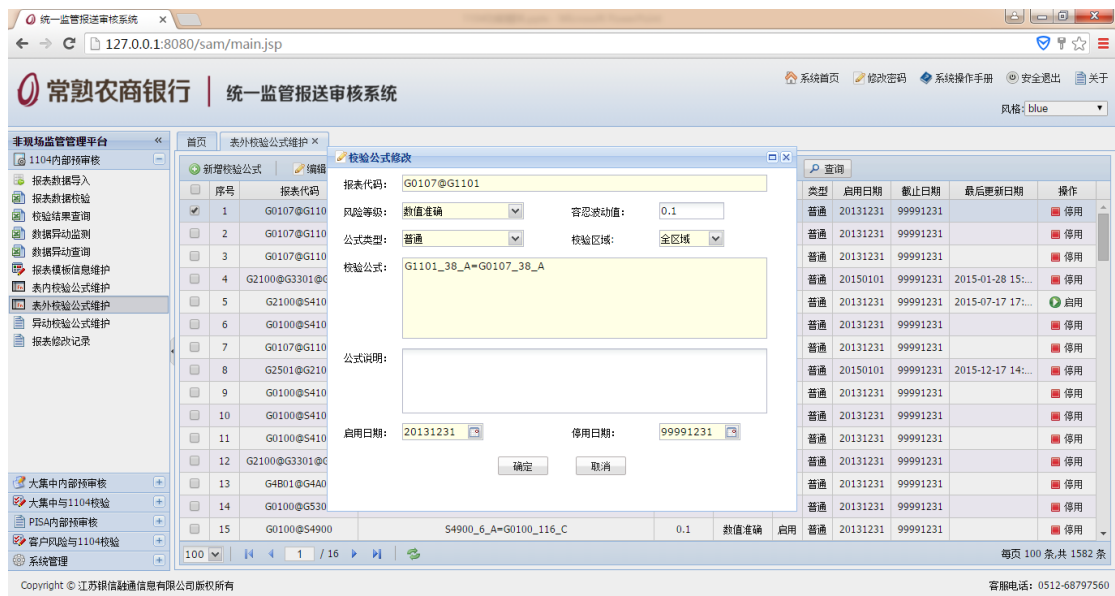 统一监管报送审核系统
127.0.0.1:8080/sam/main.jsp
常熟农商银行 统一监管报送审核系统
系统首页 修改密码 系统操作手册 安全退出 关于
风格: blue
非现场监管管理平台
首页 表外校验公式维护
1104内部预审核
报表数据导入
报表数据校验
校验结果查询
数据异动监测
数据异动查询
报表模板信息维护
表内校验公式维护
表外校验公式维护
异动校验公式维护
报表修改记录
大集中内部预审核
大集中与1104校验
PISA内部预审核
客户风险与1104校验
系统管理
新增校验公式 编辑 查询
序号 报表代码 类型 启用日期 截止日期 最后更新日期 操作
1 G0107@G110 普通 20131231 99991231 停用
2 G0107@G110 普通 20131231 99991231 停用
3 G0107@G110 普通 20131231 99991231 停用
4 G2100@G3301@G 普通 20150101 99991231 2015-01-28 15:... 停用
5 G2100@S410 普通 20131231 99991231 2015-07-17 17:... 启用
6 G0100@S410 普通 20131231 99991231 停用
7 G0107@G110 普通 20131231 99991231 停用
8 G2501@G210 普通 20150101 99991231 2015-12-17 14:... 停用
9 G0100@S410 普通 20131231 99991231 停用
10 G0100@S410 普通 20131231 99991231 停用
11 G0100@S410 普通 20131231 99991231 停用
12 G2100@G3301@G 普通 20131231 99991231 停用
13 G4B01@G4A0 普通 20131231 99991231 停用
14 G0100@G530 普通 20131231 99991231 停用
15 G0100@S4900 S4900_6_A=G0100_116_C 0.1 数值准确 启用 普通 20131231 99991231 停用
校验公式修改
报表代码: G0107@G1101
风险等级: 数值准确 容忍波动值: 0.1
公式类型: 普通 校验区域: 全区域
校验公式: G1101_38_A=G0107_38_A
公式说明:
启用日期: 20131231 停用日期: 99991231
确定 取消
100 1 / 16 每页 100 条,共 1582 条
Copyright © 江苏银信融通信息有限公司版权所有 客服电话: 0512-68797560